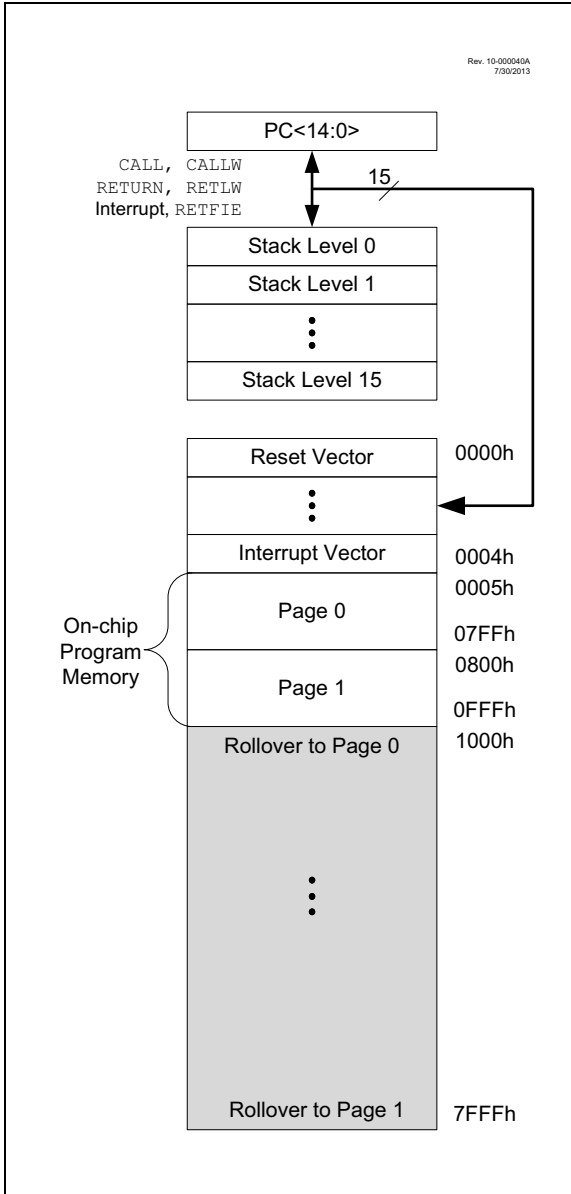 Rev. 10-000040A
7/30/2013
PC<14:0>
CALL, CALLW
RETURN, RETLW
Interrupt, RETFIE
15
Stack Level 0
Stack Level 1
Stack Level 15
Reset Vector
0000h
Interrupt Vector
0004h
0005h
On-chip
Program
Memory
Page 0
07FFh
0800h
Page 1
0FFFh
Rollover to Page 0
1000h
Rollover to Page 1
7FFFh